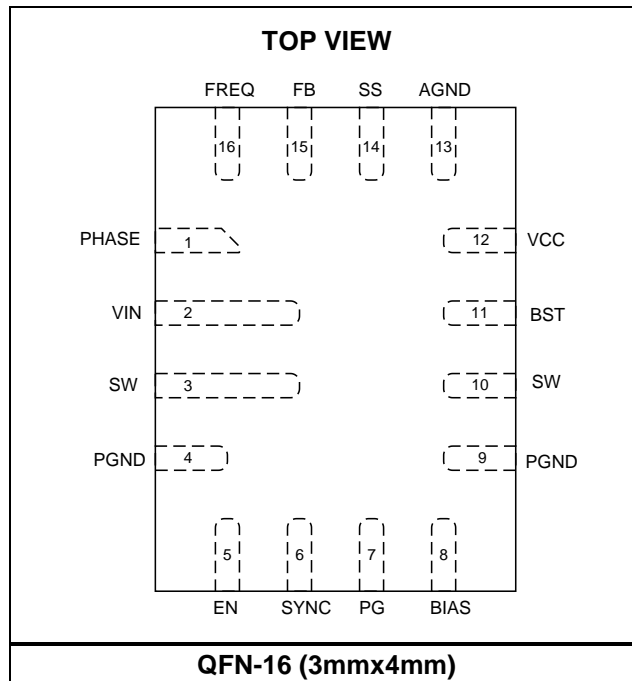 TOP VIEW
FREQ FB SS AGND
16 15 14 13
PHASE 1 12 VCC
VIN 2 11 BST
SW 3 10 SW
PGND 4 9 PGND
5 6 7 8
EN SYNC PG BIAS
QFN-16 (3mmx4mm)